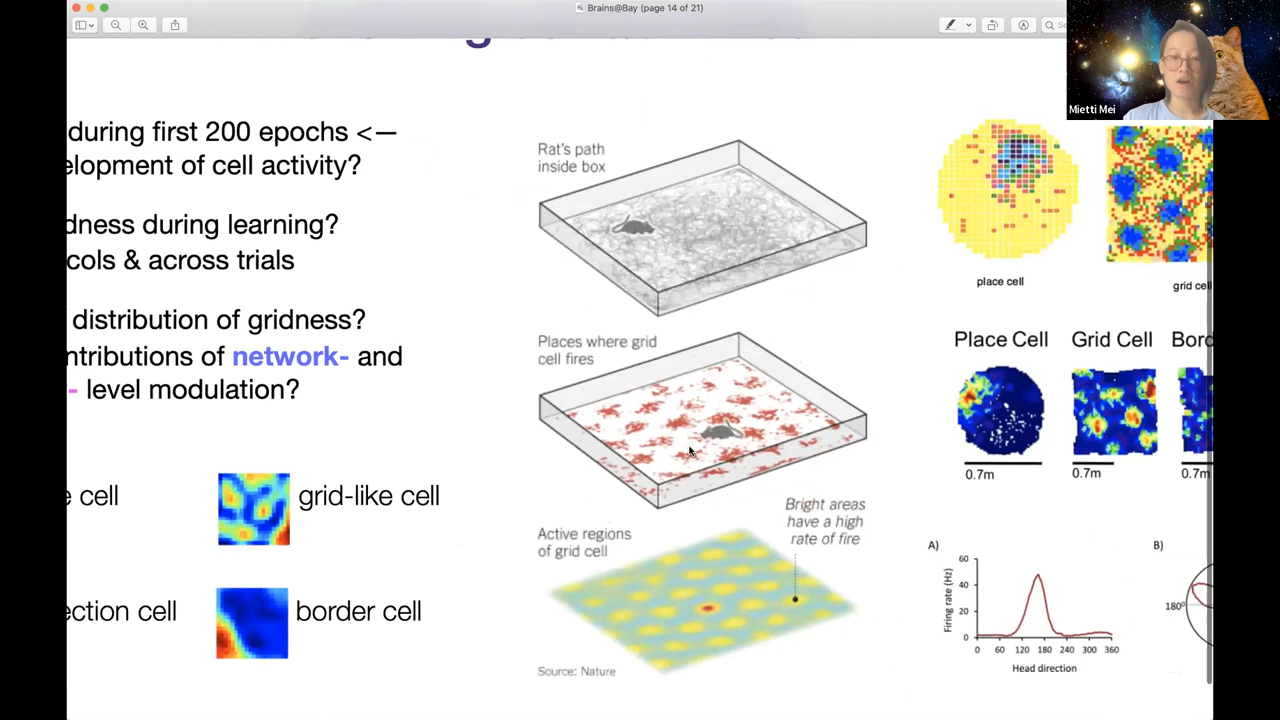 Brains@Bay (page 14 of 21)
Mietti Mei
during first 200 epochs <—
elopment of cell activity?
dness during learning?
cols & across trials
distribution of gridness?
ntributions of network- and
- level modulation?
e cell
grid-like cell
ection cell
border cell
Rat's path
inside box
Places where grid
cell fires
Active regions
of grid cell
Bright areas
have a high
rate of fire
Source: Nature
place cell
grid cell
Place Cell
Grid Cell
Bord
0.7m
0.7m
0.7m
A)
B)
Firing rate (Hz)
60
40
20
0
0 60 120 180 240 300 360
Head direction
180⁰